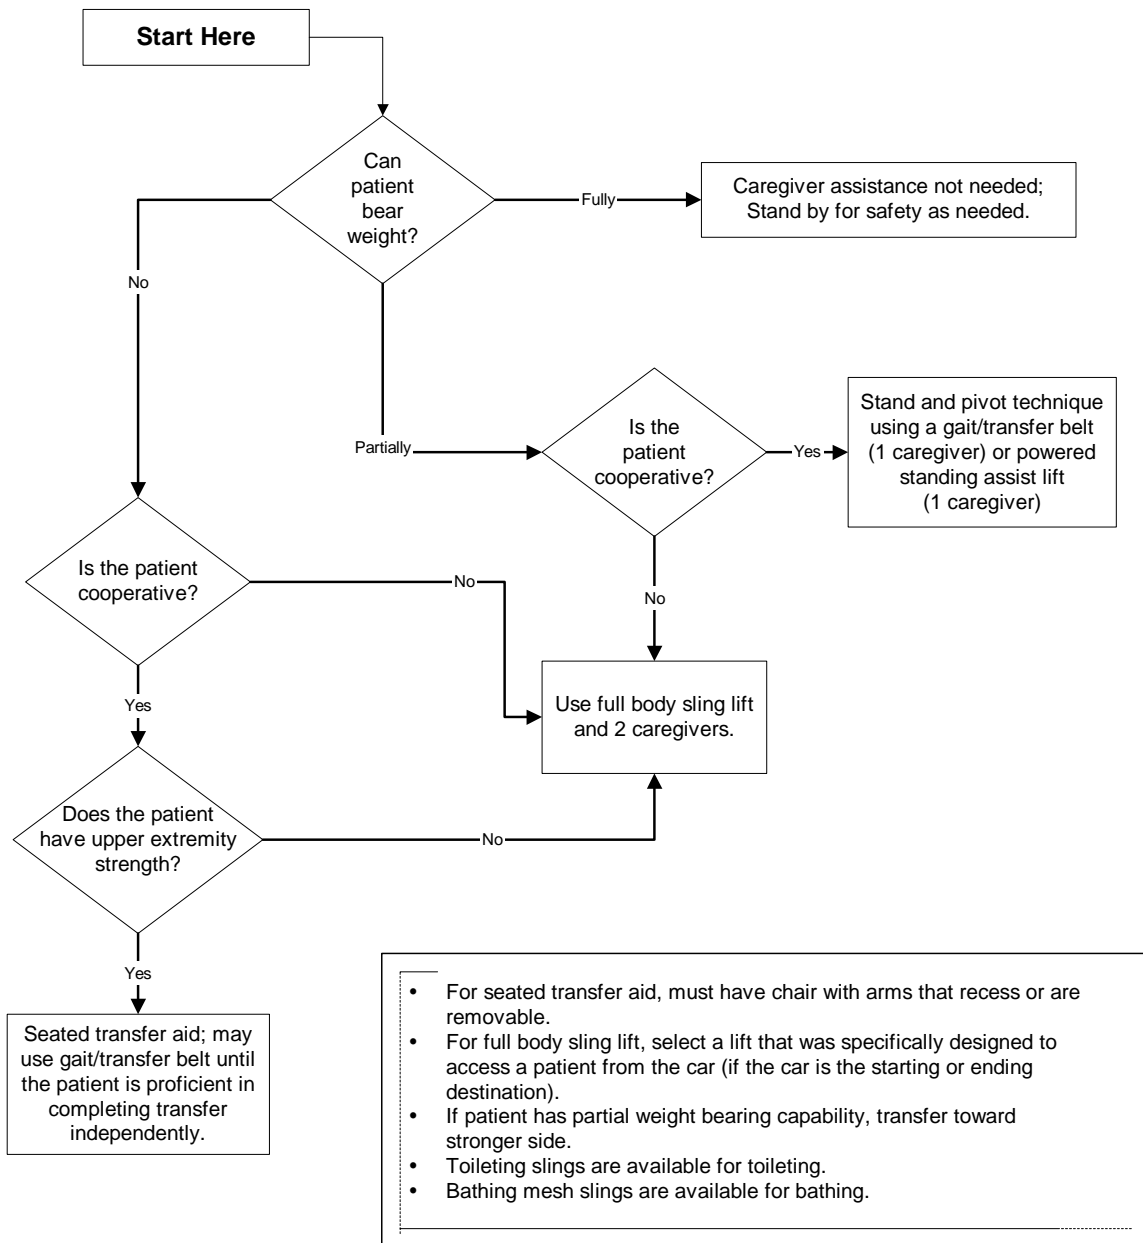 Start Here
Can
patient
bear
weight?
Fully
Caregiver assistance not needed;
Stand by for safety as needed.
No
Partially
Is the
patient
cooperative?
Yes
Stand and pivot technique
using a gait/transfer belt
(1 caregiver) or powered
standing assist lift
(1 caregiver)
Is the patient
cooperative?
No
No
Yes
Use full body sling lift
and 2 caregivers.
Does the patient
have upper extremity
strength?
No
Yes
Seated transfer aid; may
use gait/transfer belt until
the patient is proficient in
completing transfer
independently.
• For seated transfer aid, must have chair with arms that recess or are
removable.
• For full body sling lift, select a lift that was specifically designed to
access a patient from the car (if the car is the starting or ending
destination).
• If patient has partial weight bearing capability, transfer toward
stronger side.
• Toileting slings are available for toileting.
• Bathing mesh slings are available for bathing.